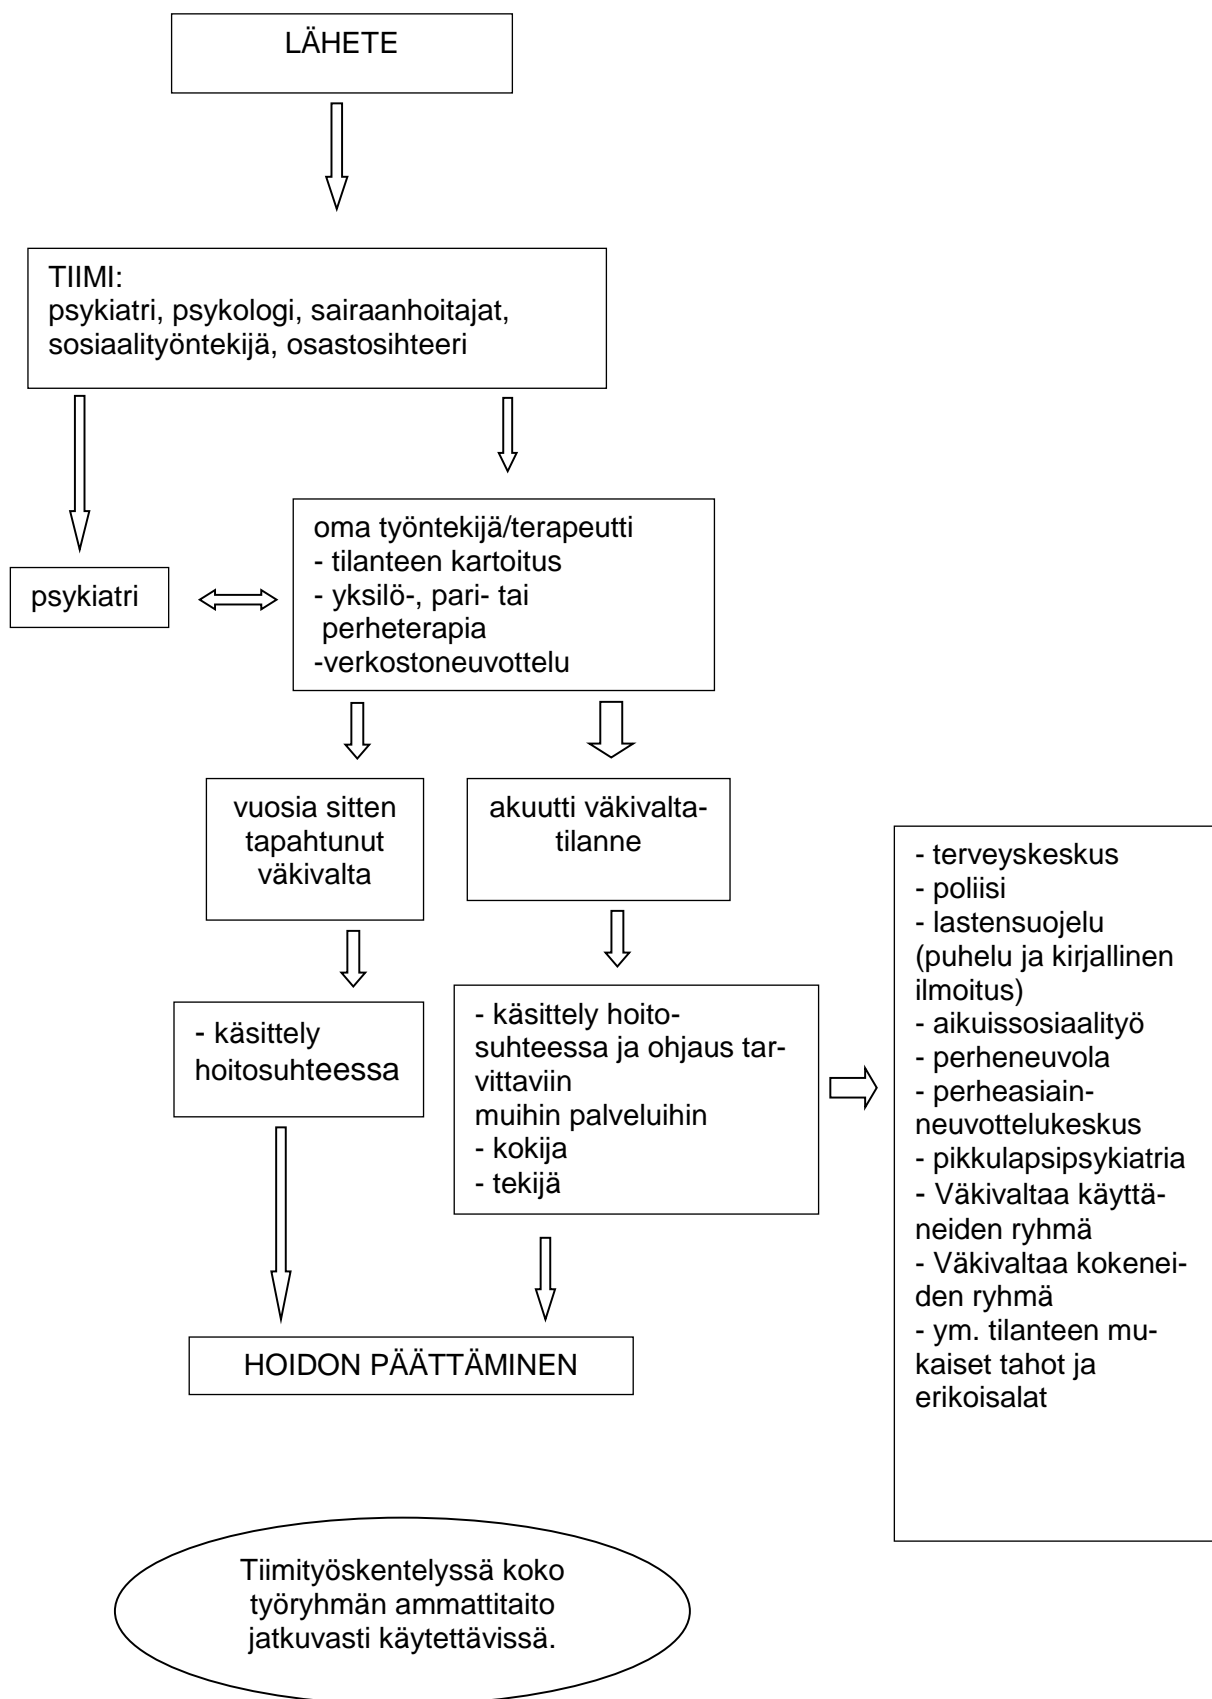 LÄHETE
TIIMI:
psykiatri, psykologi, sairaanhoitajat,
sosiaalityöntekijä, osastosihteeri
psykiatri
oma työntekijä/terapeutti
- tilanteen kartoitus
- yksilö-, pari- tai
perheterapia
-verkostoneuvottelu
vuosia sitten
tapahtunut
väkivalta
akuutti väkivalta-
tilanne
- käsittely
hoitosuhteessa
- käsittely hoito-
suhteessa ja ohjaus tar-
vittaviin
muihin palveluihin
- kokija
- tekijä
- terveyskeskus
- poliisi
- lastensuojelu
(puhelu ja kirjallinen
ilmoitus)
- aikuissosiaalityö
- perheneuvola
- perheasiain-
neuvottelukeskus
- pikkulapsipsykiatria
- Väkivaltaa käyttä-
neiden ryhmä
- Väkivaltaa kokenei-
den ryhmä
- ym. tilanteen mu-
kaiset tahot ja
erikoisalat
HOIDON PÄÄTTÄMINEN
Tiimityöskentelyssä koko
työryhmän ammattitaito
jatkuvasti käytettävissä.